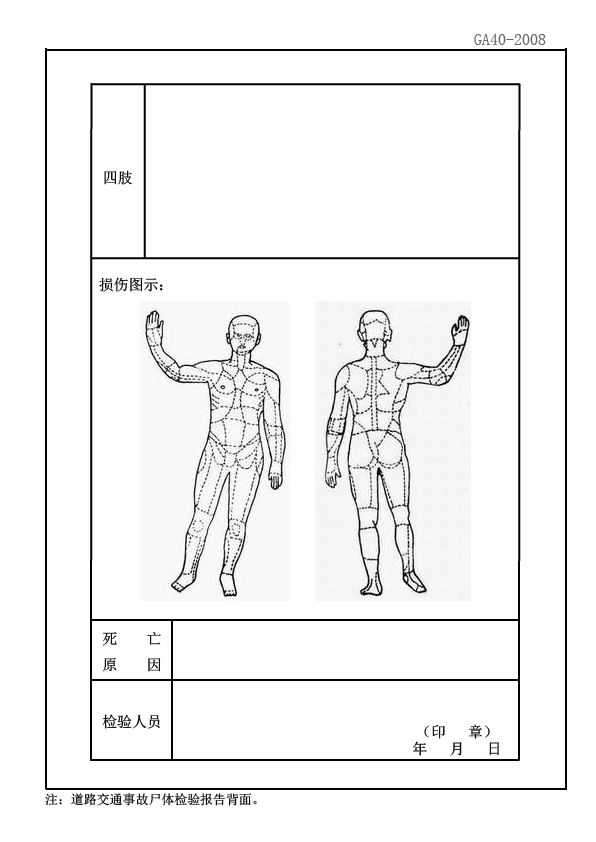 GA40-2008
四肢
损伤图示：
死 亡
原 因
检验人员
（印 章）
年 月 日
注：道路交通事故尸体检验报告背面。